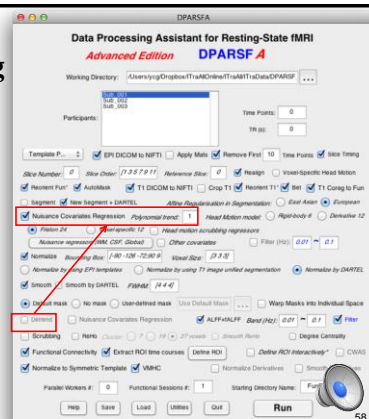 g
DPARSFA
Data Processing Assistant for Resting-State fMRI
Advanced Edition DPARSF A
Working Directory: /Users/ycg/Dropbox/ITraAllOnline/ITraAll/ITraData/DPARSF ...
Participants:
Sub_001
Sub_002
Sub_003
Time Points: 0
TR (s): 0
Template P... EPI DICOM to NIFTI Apply Mats Remove First 10 Time Points Slice Timing
Slice Number: 0 Slice Order: [1 3 5 7 9 11 Reference Slice: 0 Realign Voxel-Specific Head Motion
Reorient Fun* AutoMask T1 DICOM to NIFTI Crop T1 Reorient T1* Bet T1 Coreg to Fun
Segment New Segment + DARTEL Affine Regularisation in Segmentation: East Asian European
Nuisance Covariates Regression Polynomial trend: 1 Head Motion model: Rigid-body 6 Derivative 12
Friston 24 Voxel-specific 12 Head motion scrubbing regressors
Nuisance regressors (WM, CSF, Global) Other covariates Filter (Hz): 0.01 ~ 0.1
Normalize Bounding Box: [-90 -126 -72;90 9 Voxel Size: [3 3 3]
Normalize by using EPI templates Normalize by using T1 image unified segmentation Normalize by DARTEL
Smooth Smooth by DARTEL FWHM: [4 4 4]
Default mask No mask User-defined mask Use Default Mask ... Warp Masks into Individual Space
Detrend Nuisance Covariates Regression ALFF+fALFF Band (Hz): 0.01 ~ 0.1 Filter
Scrubbing ReHo Cluster: 7 19 27 voxels Smooth ReHo Degree Centrality
Functional Connectivity Extract ROI time courses Define ROI Define ROI Interactively* CWAS
Normalize to Symmetric Template VMHC Normalize Derivatives Smooth
Parallel Workers #: 0 Functional Sessions #: 1 Starting Directory Name:
Help Save Load Utilities Quit Run
58